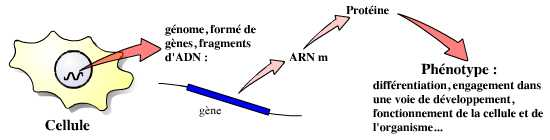 Cellule
génome, formé de
gènes, fragments
d'ADN :
gène
ARN m
Protéine
Phénotype :
différentiation, engagement dans
une voie de développement,
fonctionnement de la cellule et de
l'organisme...